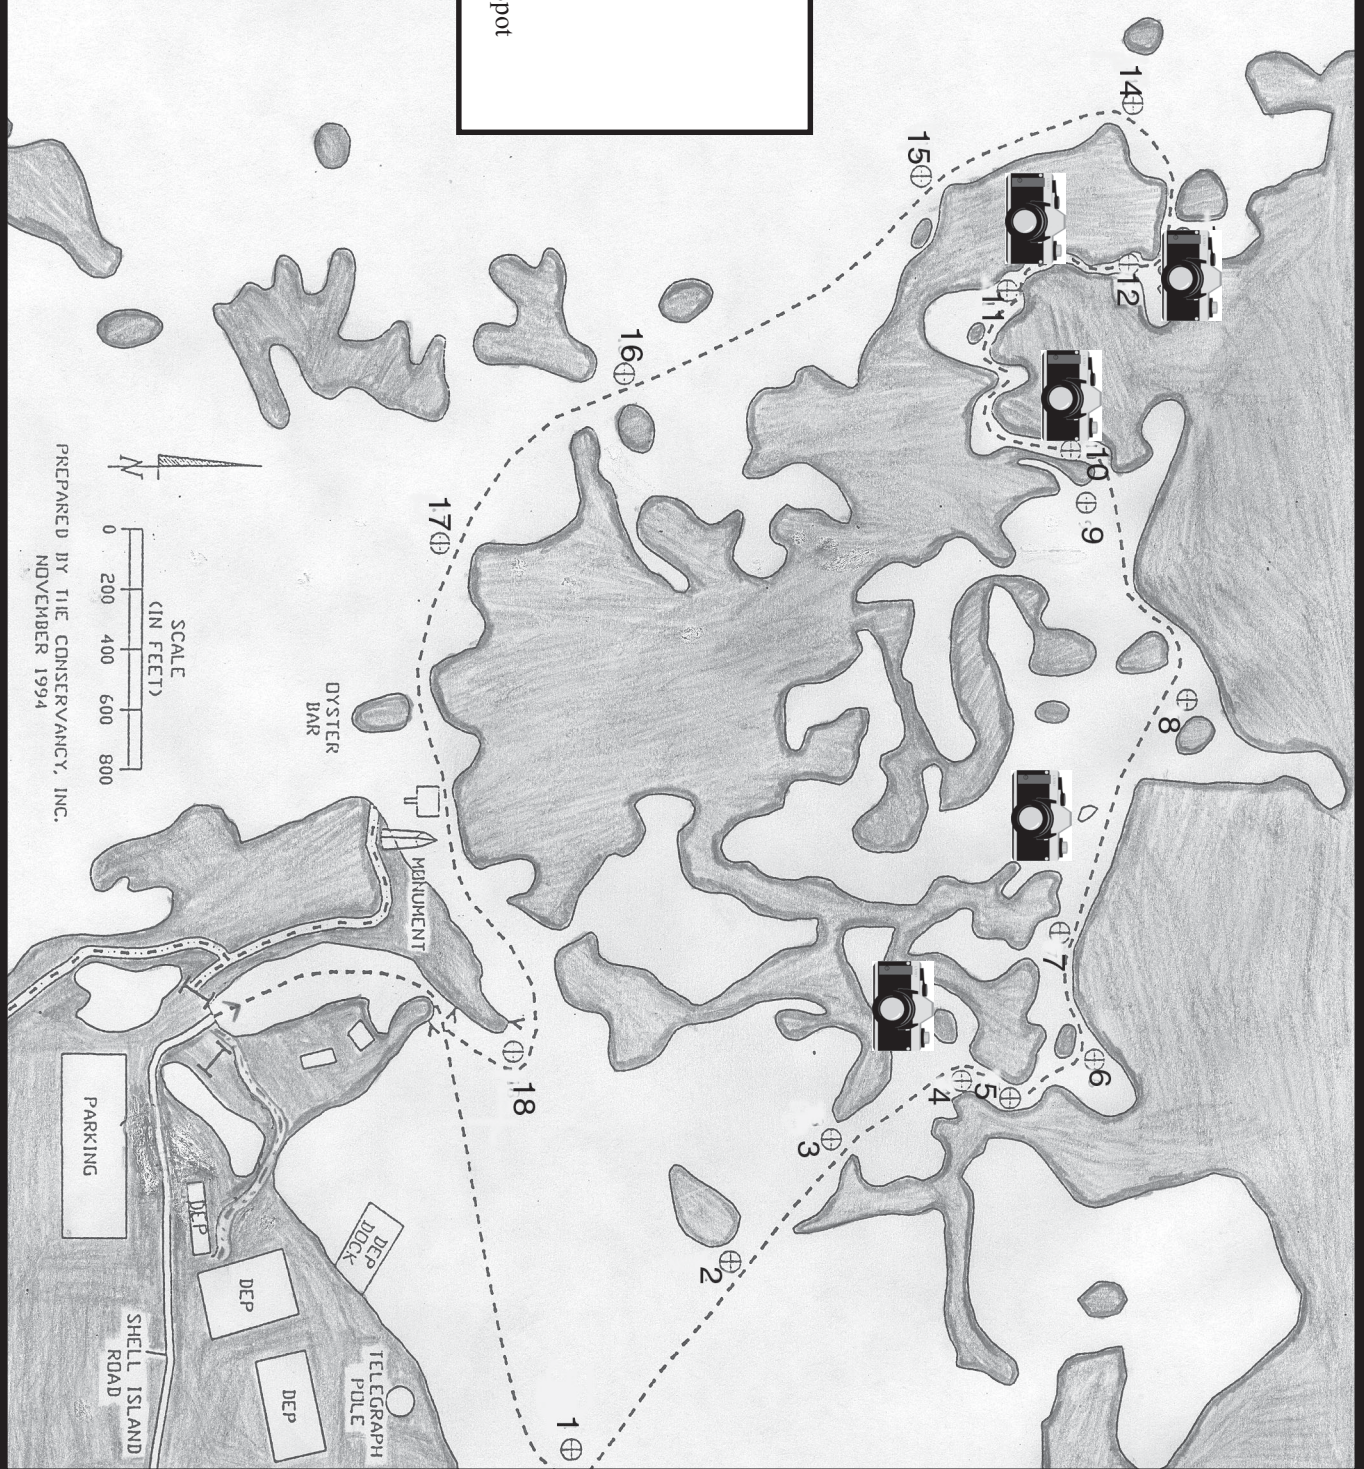 pot
14
15
12
11
16
10
9
17
8
7
6
5
4
3
18
2
1
N
SCALE
(IN FEET)
0 200 400 600 800
PREPARED BY THE CONSERVANCY, INC.
NOVEMBER 1994
OYSTER
BAR
MONUMENT
PARKING
DEP
DEP
DOCK
DEP
DEP
TELEGRAPH
POLE
SHELL ISLAND
ROAD